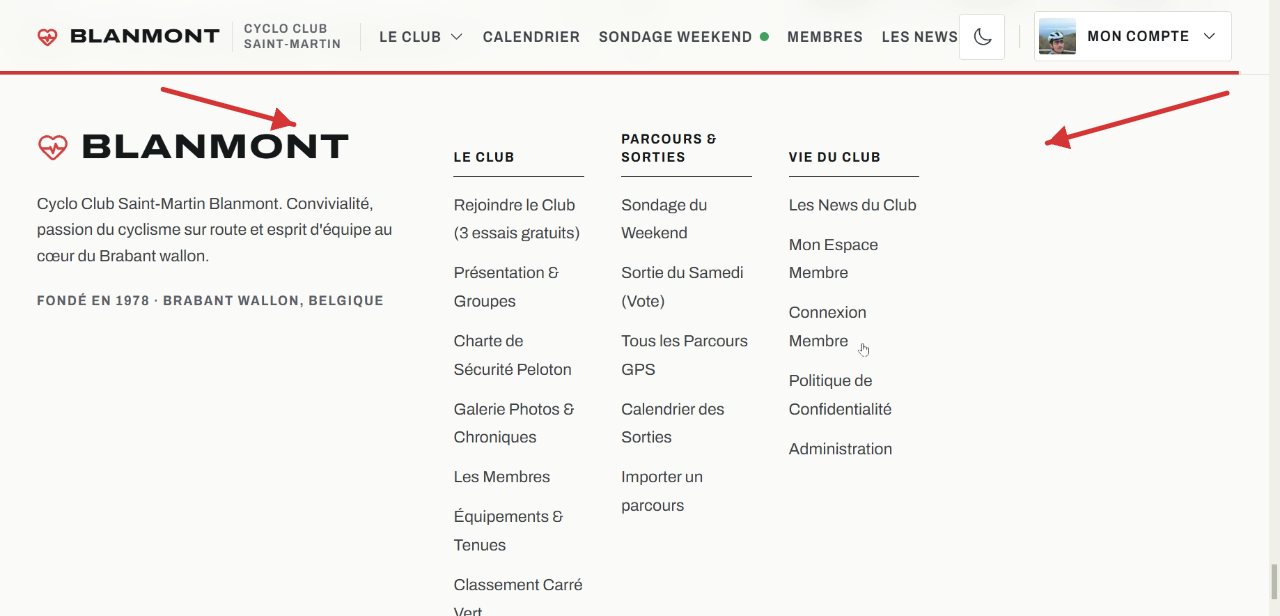 BLANMONT
CYCLO CLUB
SAINT-MARTIN
LE CLUB
CALENDRIER
SONDAGE WEEKEND
MEMBRES
LES NEWS
MON COMPTE
BLANMONT
Cyclo Club Saint-Martin Blanmont. Convivialité,
passion du cyclisme sur route et esprit d'équipe au
cœur du Brabant wallon.
FONDÉ EN 1978 · BRABANT WALLON, BELGIQUE
LE CLUB
Rejoindre le Club
(3 essais gratuits)
Présentation &
Groupes
Charte de
Sécurité Peloton
Galerie Photos &
Chroniques
Les Membres
Équipements &
Tenues
Classement Carré
Vert
PARCOURS &
SORTIES
Sondage du
Weekend
Sortie du Samedi
(Vote)
Tous les Parcours
GPS
Calendrier des
Sorties
Importer un
parcours
VIE DU CLUB
Les News du Club
Mon Espace
Membre
Connexion
Membre
Politique de
Confidentialité
Administration